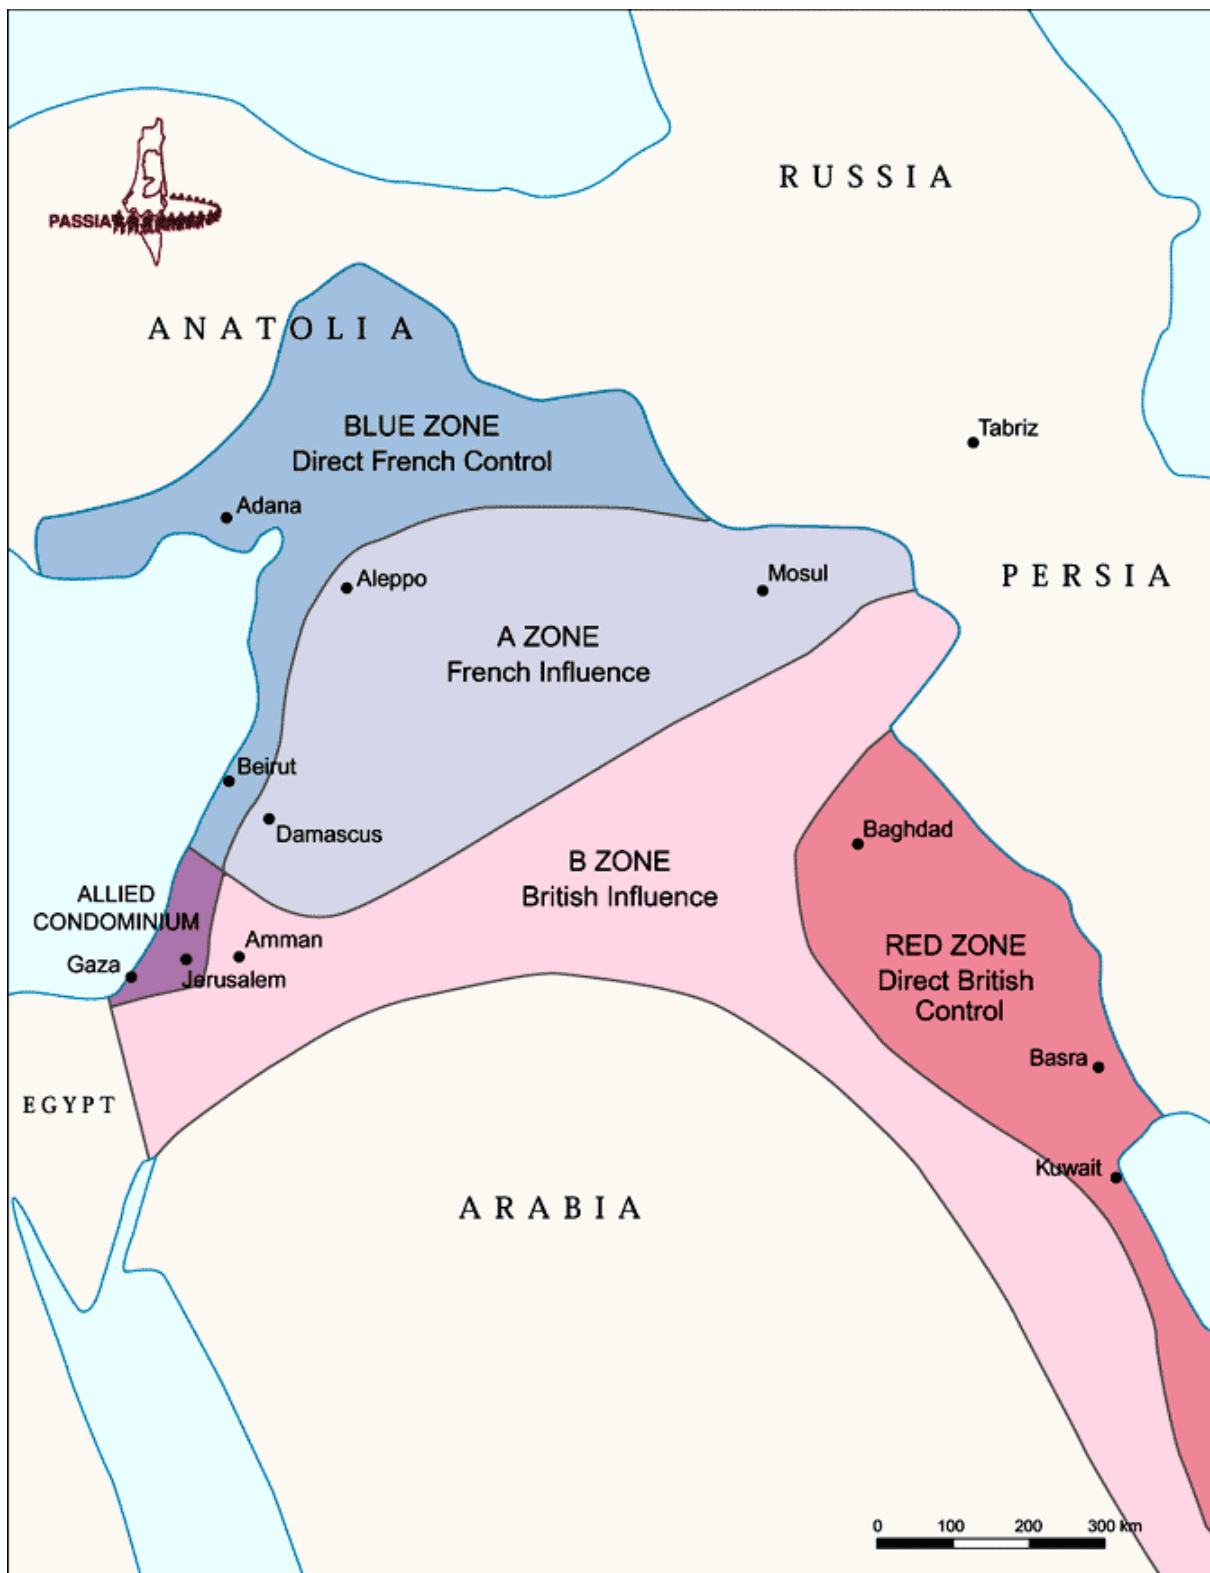 RUSSIA
PASSIA
ANATOLIA
BLUE ZONE
Direct French Control
Tabriz
Adana
Aleppo
Mosul
PERSIA
A ZONE
French Influence
Beirut
Damascus
Baghdad
B ZONE
British Influence
ALLIED
CONDOMINIUM
Amman
Gaza
Jerusalem
RED ZONE
Direct British
Control
Basra
EGYPT
Kuwait
ARABIA
0 100 200 300 km